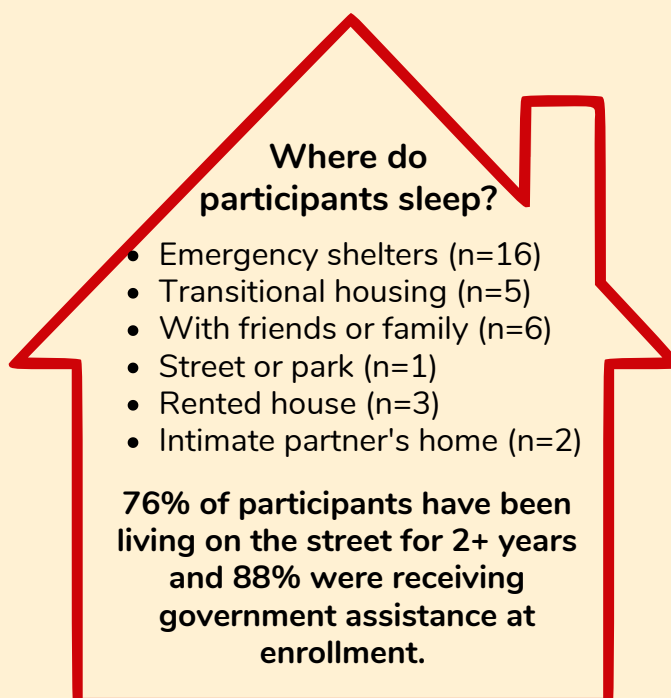 Where do
participants sleep?
• Emergency shelters (n=16)
• Transitional housing (n=5)
• With friends or family (n=6)
• Street or park (n=1)
• Rented house (n=3)
• Intimate partner's home (n=2)
76% of participants have been
living on the street for 2+ years
and 88% were receiving
government assistance at
enrollment.